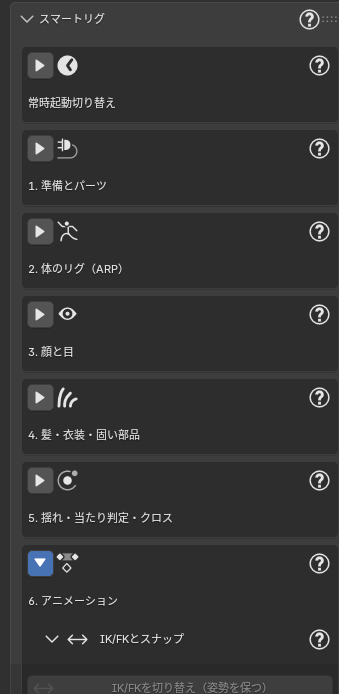 スマートリグ
常時起動切り替え
1. 準備とパーツ
2. 体のリグ（ARP）
3. 顔と目
4. 髪・衣装・固い部品
5. 揺れ・当たり判定・クロス
6. アニメーション
IK/FKとスナップ
IK/FKを切り替え（姿勢を保つ）